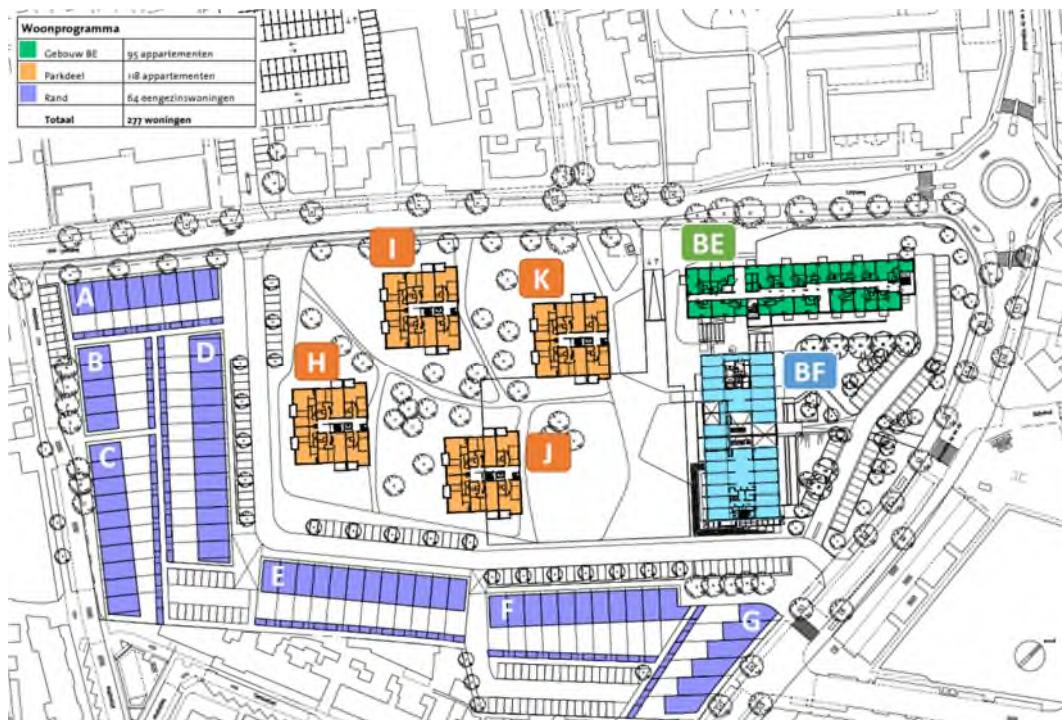 Woonprogramma
Gebouw BE 95 appartementen
Parkdeel 118 appartementen
Rand 64 eengezinswoningen
Totaal 277 woningen
BE
I
K
A
B
D
H
BF
C
J
E
F
G